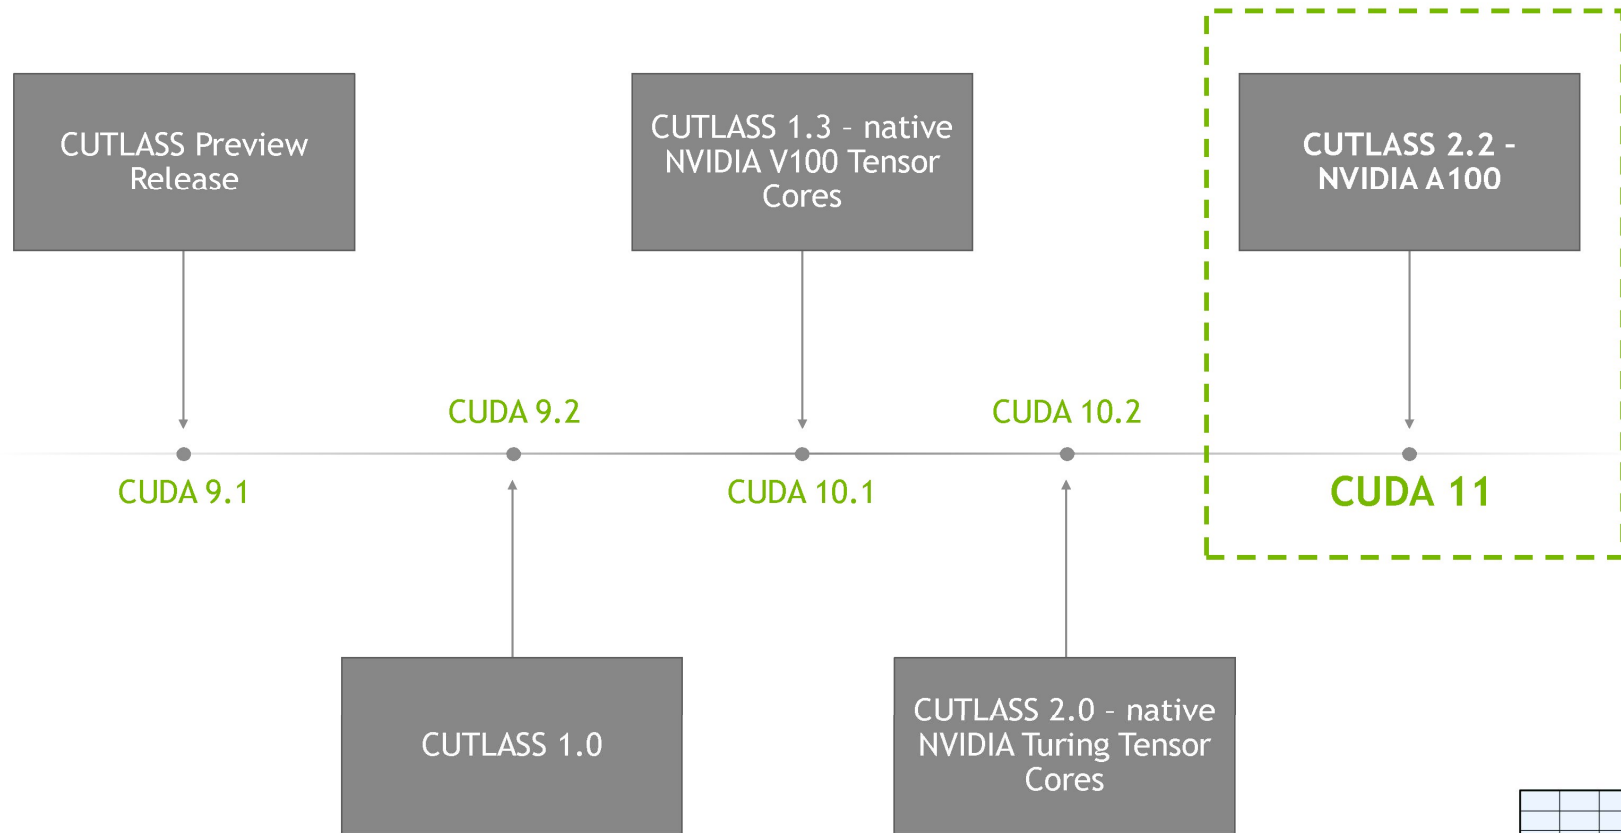 CUTLASS Preview
Release
CUTLASS 1.3 – native
NVIDIA V100 Tensor
Cores
CUTLASS 2.2 –
NVIDIA A100
CUDA 9.2
CUDA 10.2
CUDA 9.1
CUDA 10.1
CUDA 11
CUTLASS 1.0
CUTLASS 2.0 – native
NVIDIA Turing Tensor
Cores